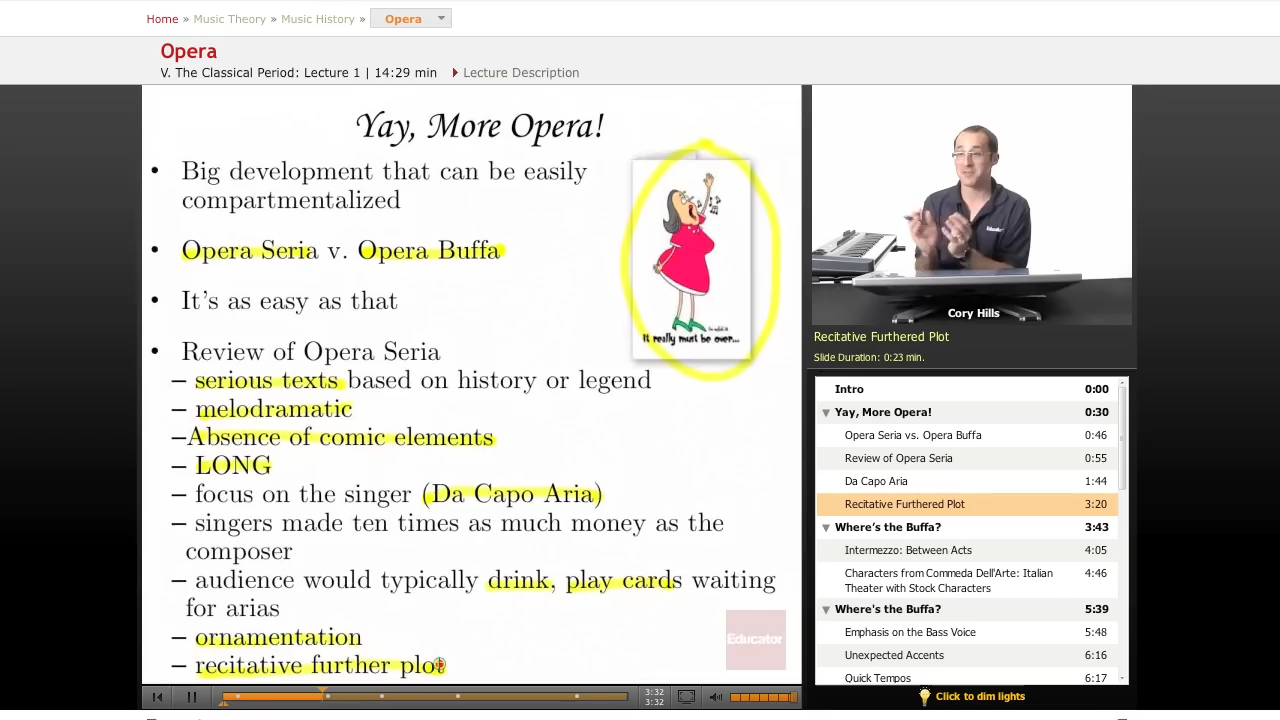 Home » Music Theory » Music History » Opera
Opera
V. The Classical Period: Lecture 1 | 14:29 min Lecture Description
Yay, More Opera!
• Big development that can be easily
compartmentalized
• Opera Seria v. Opera Buffa
• It's as easy as that
• Review of Opera Seria
– serious texts based on history or legend
– melodramatic
–Absence of comic elements
– LONG
– focus on the singer (Da Capo Aria)
– singers made ten times as much money as the
composer
– audience would typically drink, play cards waiting
for arias
– ornamentation
– recitative further plot
It really must be over...
Educator
3:32
3:32
Educator
Cory Hills
Recitative Furthered Plot
Slide Duration: 0:23 min.
Intro 0:00
Yay, More Opera! 0:30
Opera Seria vs. Opera Buffa 0:46
Review of Opera Seria 0:55
Da Capo Aria 1:44
Recitative Furthered Plot 3:20
Where's the Buffa? 3:43
Intermezzo: Between Acts 4:05
Characters from Commeda Dell'Arte: Italian 4:46
Theater with Stock Characters
Where's the Buffa? 5:39
Emphasis on the Bass Voice 5:48
Unexpected Accents 6:16
Quick Tempos 6:17
Click to dim lights